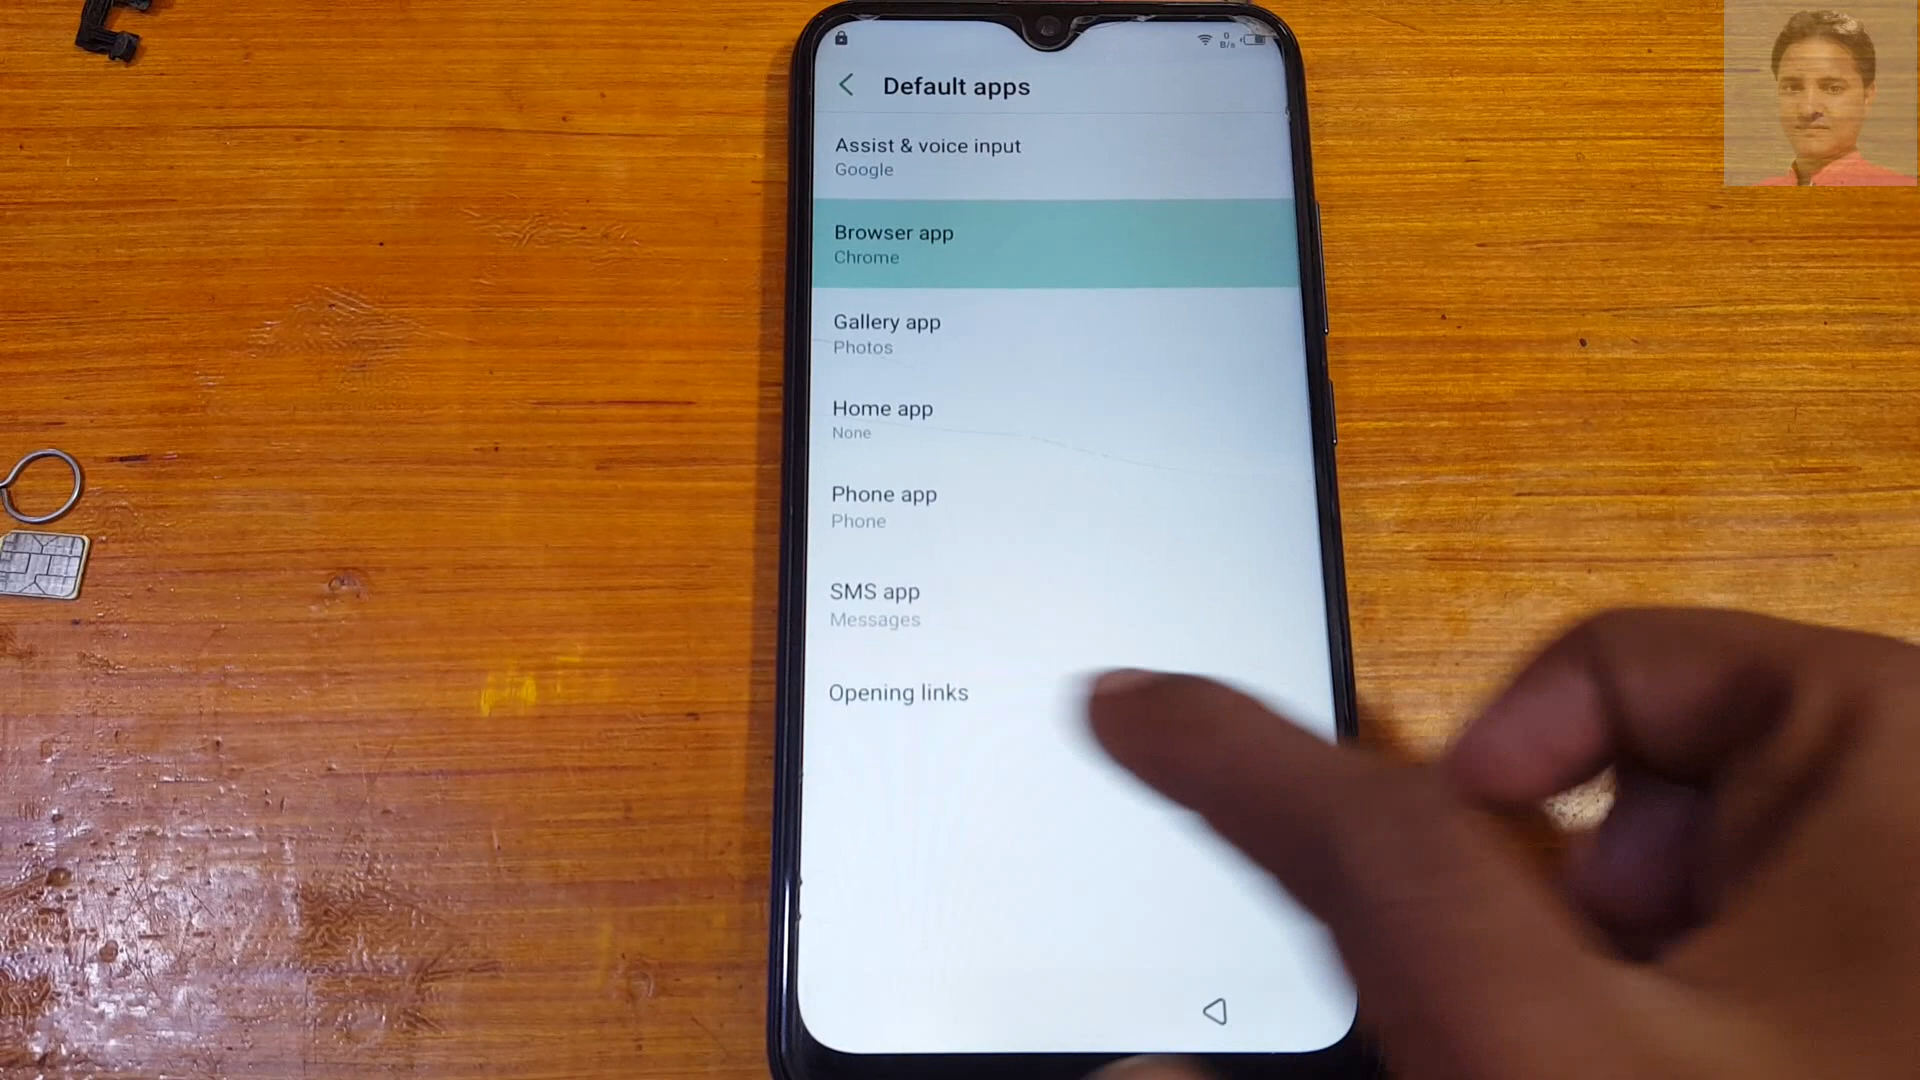 0
B/s
Default apps
Assist & voice input
Google
Browser app
Chrome
Gallery app
Photos
Home app
None
Phone app
Phone
SMS app
Messages
Opening links